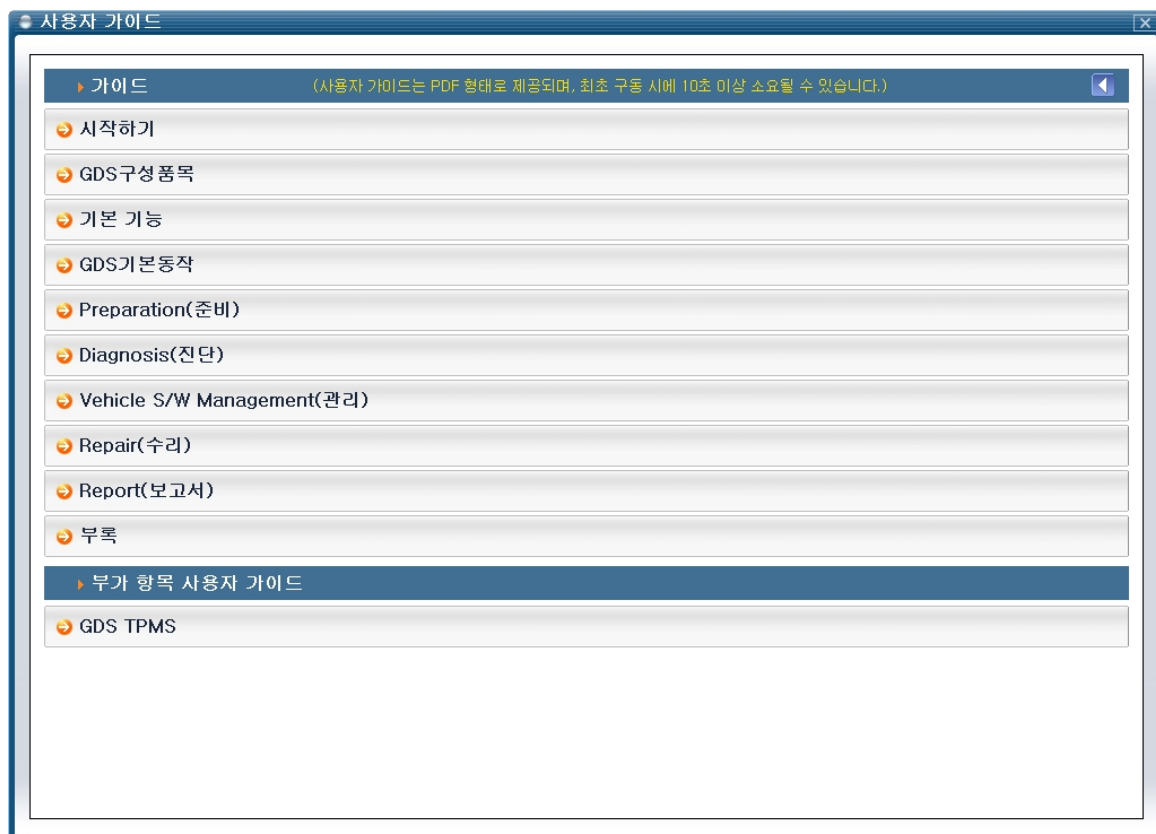 사용자 가이드
가이드 (사용자 가이드는 PDF 형태로 제공되며, 최초 구동 시에 10초 이상 소요될 수 있습니다.)
시작하기
GDS구성품목
기본 기능
GDS기본동작
Preparation(준비)
Diagnosis(진단)
Vehicle S/W Management(관리)
Repair(수리)
Report(보고서)
부록
부가 항목 사용자 가이드
GDS TPMS